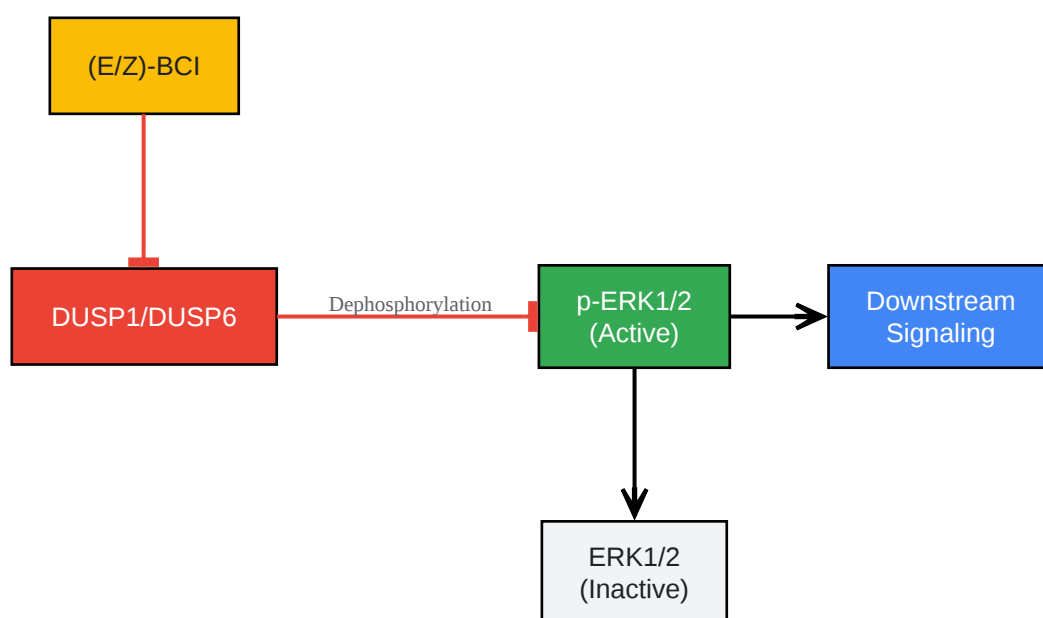 (E/Z)-BCI
DUSP1/DUSP6
Dephosphorylation
p-ERK1/2
(Active)
Downstream
Signaling
ERK1/2
(Inactive)